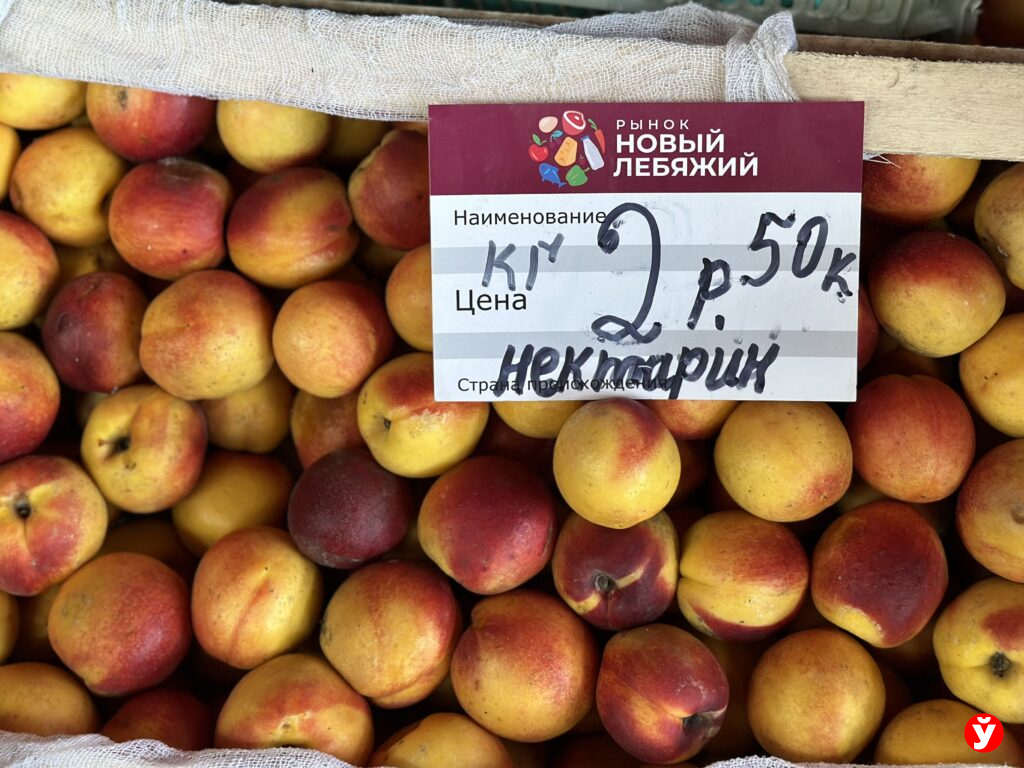 РЫНОК
НОВЫЙ
ЛЕБЯЖИЙ
Наименование
кг 2 р. 50 к
Цена
нектарин
Страна происхождения
ў